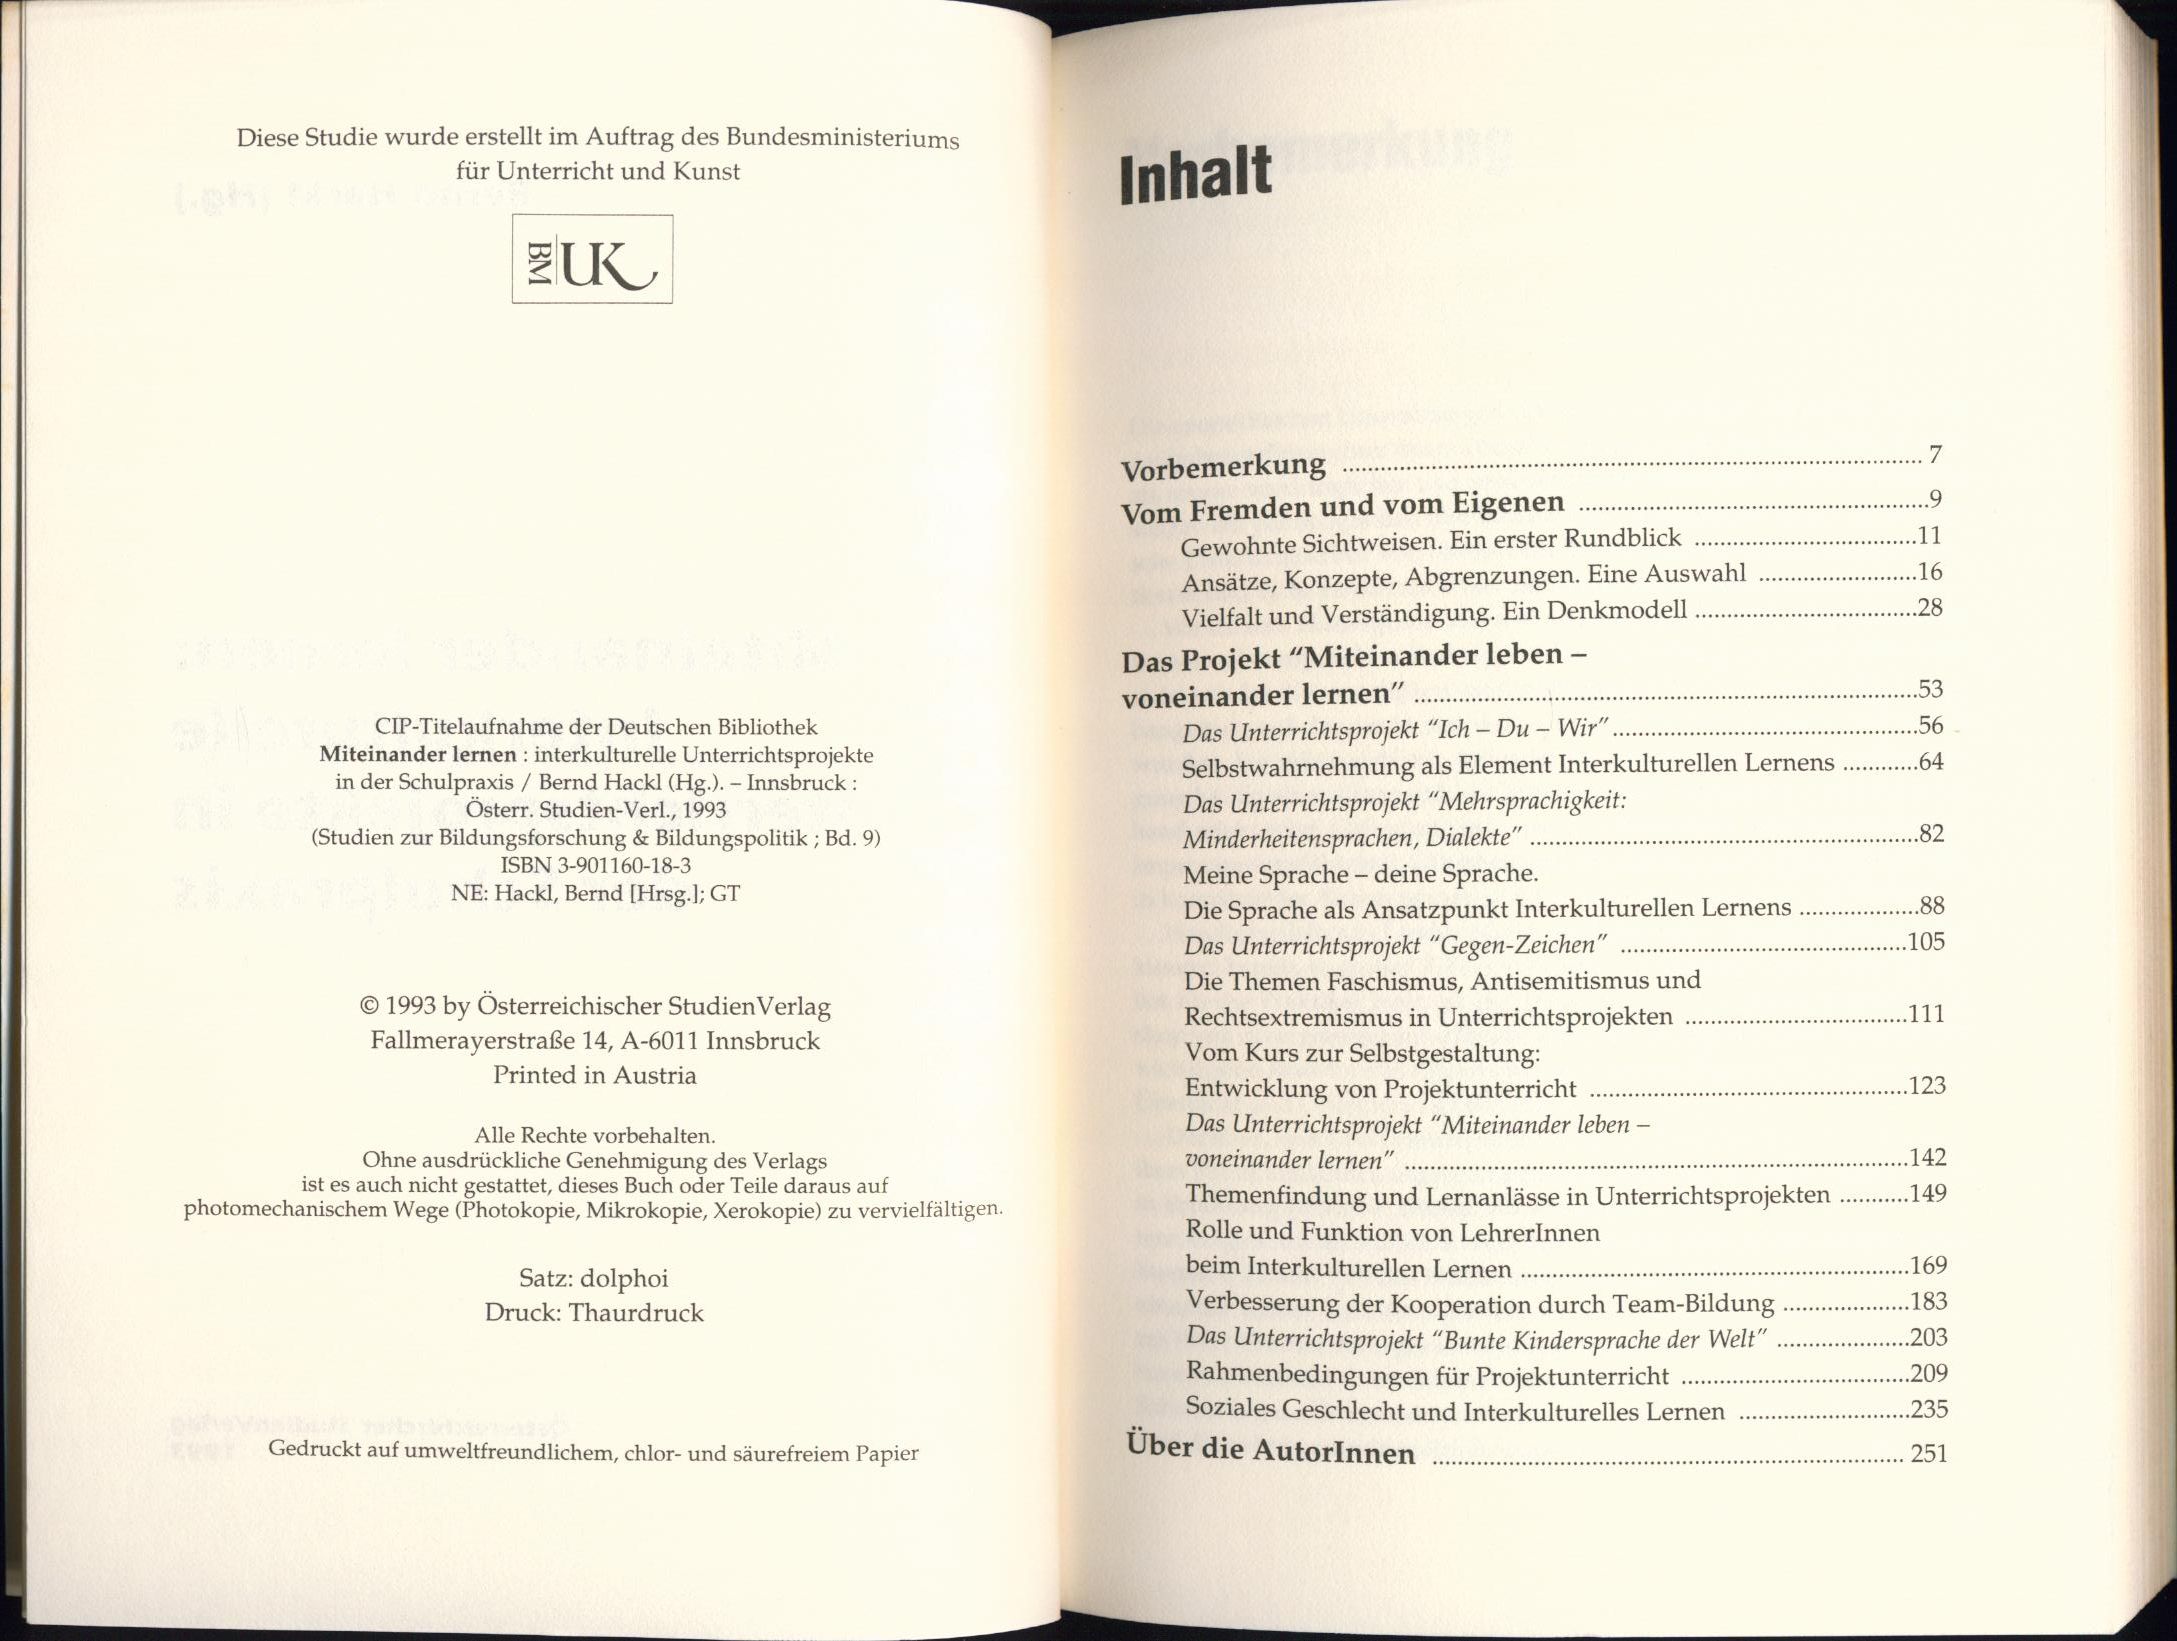 Diese Studie wurde erstellt im Auftrag des Bundesministeriums
für Unterricht und Kunst
BM UK
CIP-Titelaufnahme der Deutschen Bibliothek
Miteinander lernen : interkulturelle Unterrichtsprojekte
in der Schulpraxis / Bernd Hackl (Hg.). – Innsbruck :
Österr. Studien-Verl., 1993
(Studien zur Bildungsforschung & Bildungspolitik ; Bd. 9)
ISBN 3-901160-18-3
NE: Hackl, Bernd [Hrsg.]; GT
© 1993 by Österreichischer StudienVerlag
Fallmerayerstraße 14, A-6011 Innsbruck
Printed in Austria
Alle Rechte vorbehalten.
Ohne ausdrückliche Genehmigung des Verlags
ist es auch nicht gestattet, dieses Buch oder Teile daraus auf
photomechanischem Wege (Photokopie, Mikrokopie, Xerokopie) zu vervielfältigen.
Satz: dolphoi
Druck: Thaurdruck
Gedruckt auf umweltfreundlichem, chlor- und säurefreiem Papier
Inhalt
Vorbemerkung ........ 7
Vom Fremden und vom Eigenen ........ 9
Gewohnte Sichtweisen. Ein erster Rundblick ........ 11
Ansätze, Konzepte, Abgrenzungen. Eine Auswahl ........ 16
Vielfalt und Verständigung. Ein Denkmodell ........ 28
Das Projekt “Miteinander leben –
voneinander lernen” ........ 53
Das Unterrichtsprojekt “Ich – Du – Wir” ........ 56
Selbstwahrnehmung als Element Interkulturellen Lernens ........ 64
Das Unterrichtsprojekt “Mehrsprachigkeit:
Minderheitensprachen, Dialekte” ........ 82
Meine Sprache – deine Sprache.
Die Sprache als Ansatzpunkt Interkulturellen Lernens ........ 88
Das Unterrichtsprojekt “Gegen-Zeichen” ........ 105
Die Themen Faschismus, Antisemitismus und
Rechtsextremismus in Unterrichtsprojekten ........ 111
Vom Kurs zur Selbstgestaltung:
Entwicklung von Projektunterricht ........ 123
Das Unterrichtsprojekt “Miteinander leben –
voneinander lernen” ........ 142
Themenfindung und Lernanlässe in Unterrichtsprojekten ........ 149
Rolle und Funktion von LehrerInnen
beim Interkulturellen Lernen ........ 169
Verbesserung der Kooperation durch Team-Bildung ........ 183
Das Unterrichtsprojekt “Bunte Kindersprache der Welt” ........ 203
Rahmenbedingungen für Projektunterricht ........ 209
Soziales Geschlecht und Interkulturelles Lernen ........ 235
Über die AutorInnen ........ 251